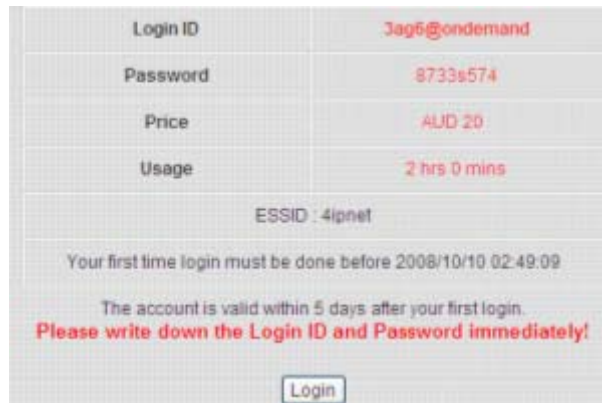 Login ID 3ag6@ondemand
Password 8733s574
Price AUD 20
Usage 2 hrs 0 mins
ESSID : 4ipnet
Your first time login must be done before 2008/10/10 02:49:09
The account is valid within 5 days after your first login.
Please write down the Login ID and Password immediately!
Login